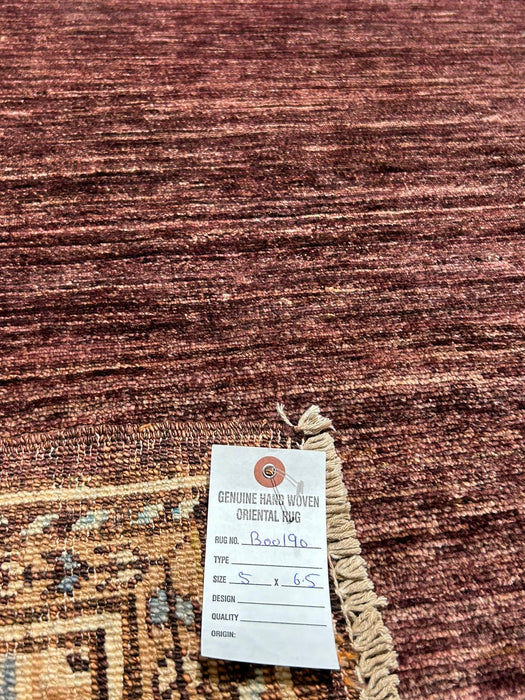 GENUINE HAND WOVEN
ORIENTAL RUG
RUG NO. B00190
TYPE
SIZE 5 X 6.5
DESIGN
QUALITY
ORIGIN: